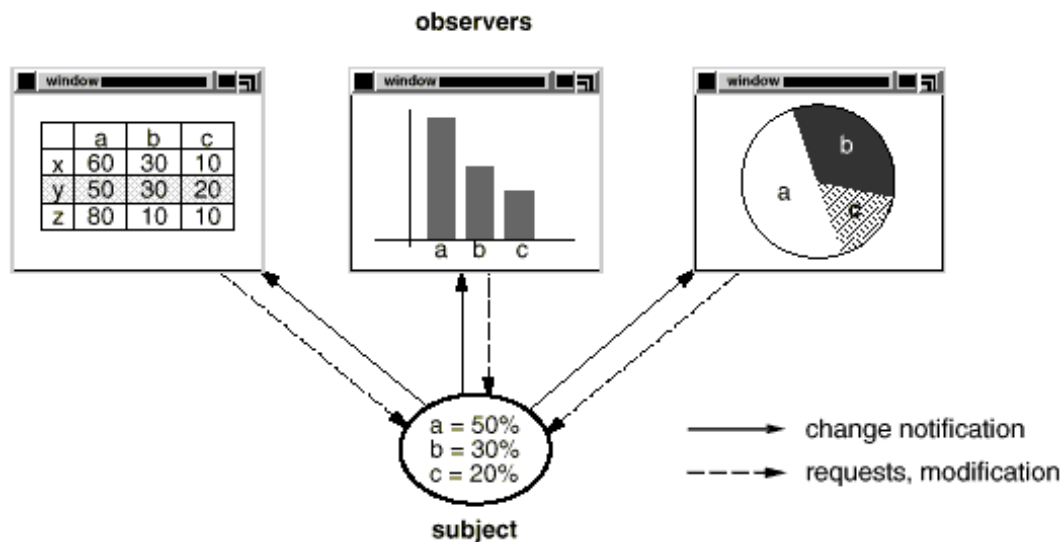 observers
window
window
window
a b c
x 60 30 10
y 50 30 20
z 80 10 10
a b c
a
b
c
a = 50%
b = 30%
c = 20%
subject
change notification
requests, modification